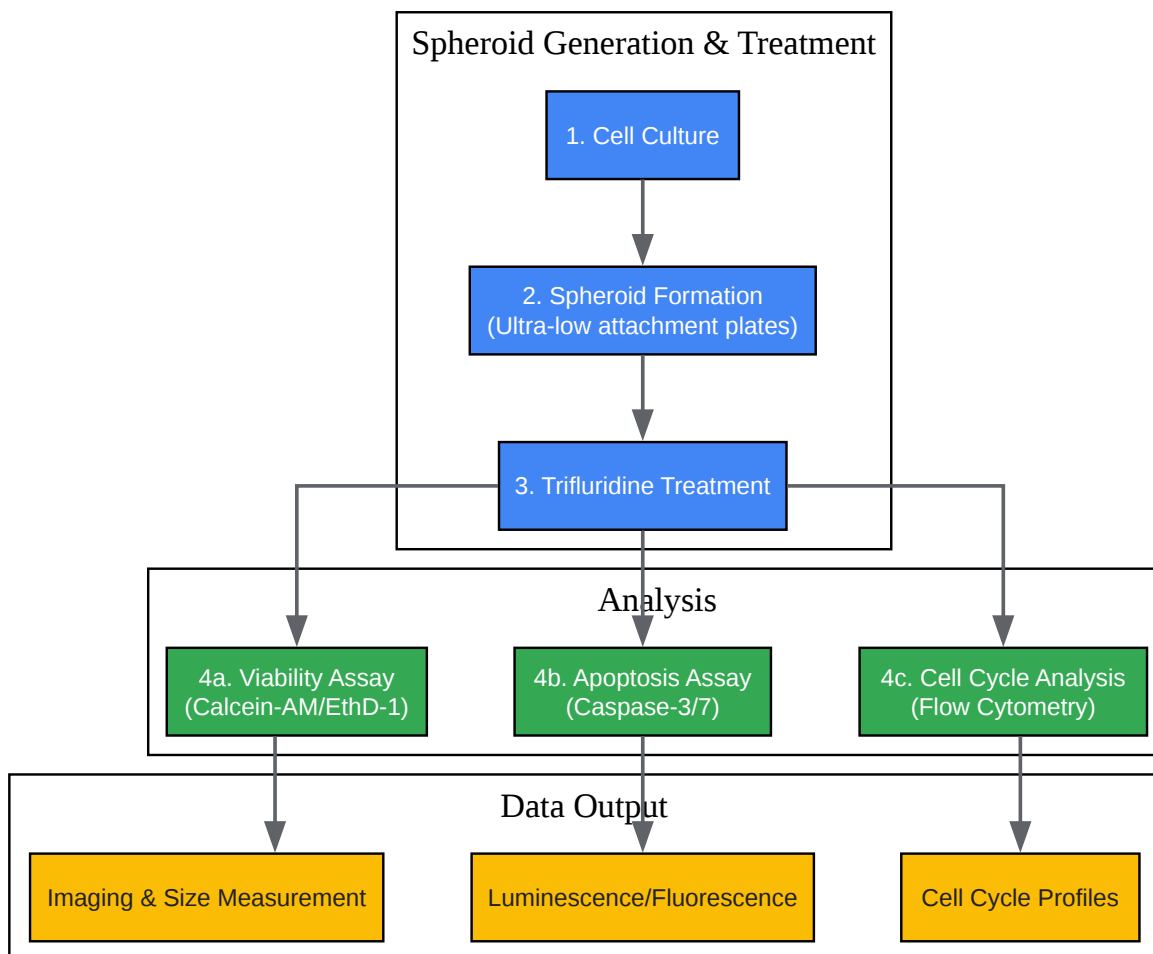 Spheroid Generation & Treatment
1. Cell Culture
2. Spheroid Formation
(Ultra-low attachment plates)
3. Trifluridine Treatment
Analysis
4a. Viability Assay
(Calcein-AM/EthD-1)
4b. Apoptosis Assay
(Caspase-3/7)
4c. Cell Cycle Analysis
(Flow Cytometry)
Data Output
Imaging & Size Measurement
Luminescence/Fluorescence
Cell Cycle Profiles